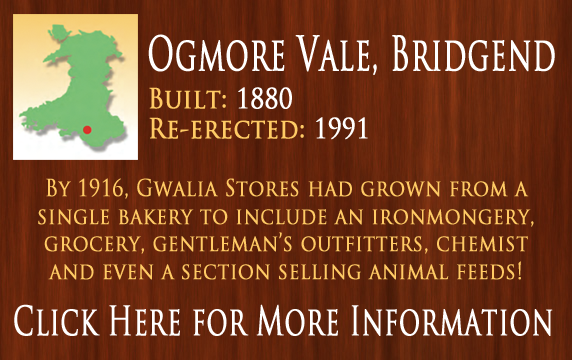 Ogmore Vale, Bridgend
Built: 1880
Re-erected: 1991
By 1916, Gwalia Stores had grown from a
single bakery to include an ironmongery,
grocery, gentleman's outfitters, chemist
and even a section selling animal feeds!
Click Here for More Information